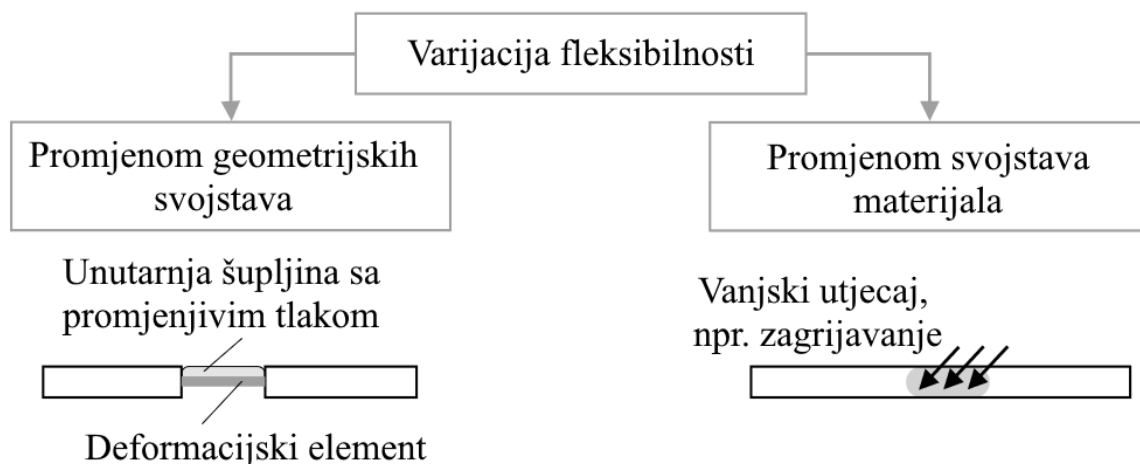 Varijacija fleksibilnosti
Promjenom geometrijskih
svojstava
Promjenom svojstava
materijala
Unutarnja šupljina sa
promjenjivim tlakom
Deformacijski element
Vanjski utjecaj,
npr. zagrijavanje